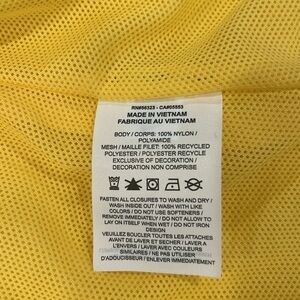 RN#56323 - CA#05553
MADE IN VIETNAM
FABRIQUE AU VIETNAM
BODY / CORPS: 100% NYLON /
POLYAMIDE
MESH / MAILLE FILET: 100% RECYCLED
POLYESTER / POLYESTER RECYCLE
EXCLUSIVE OF DECORATION /
DECORATION NON COMPRISE
FASTEN ALL CLOSURES TO WASH AND DRY /
WASH INSIDE OUT / WASH WITH LIKE
COLORS / DO NOT USE SOFTENERS /
REMOVE IMMEDIATELY / DO NOT ALLOW TO
LAY ON ITSELF WHEN WET / DO NOT IRON
DESIGN
VEUILLEZ BOUCLER TOUTES LES ATTACHES
AVANT DE LAVER ET SECHER / LAVER A
L'ENVERS / LAVER AVEC COULEURS
SIMILAIRES / NE PAS UTILISER
D'ADOUCISSEUR / ENLEVER IMMEDIATEMENT